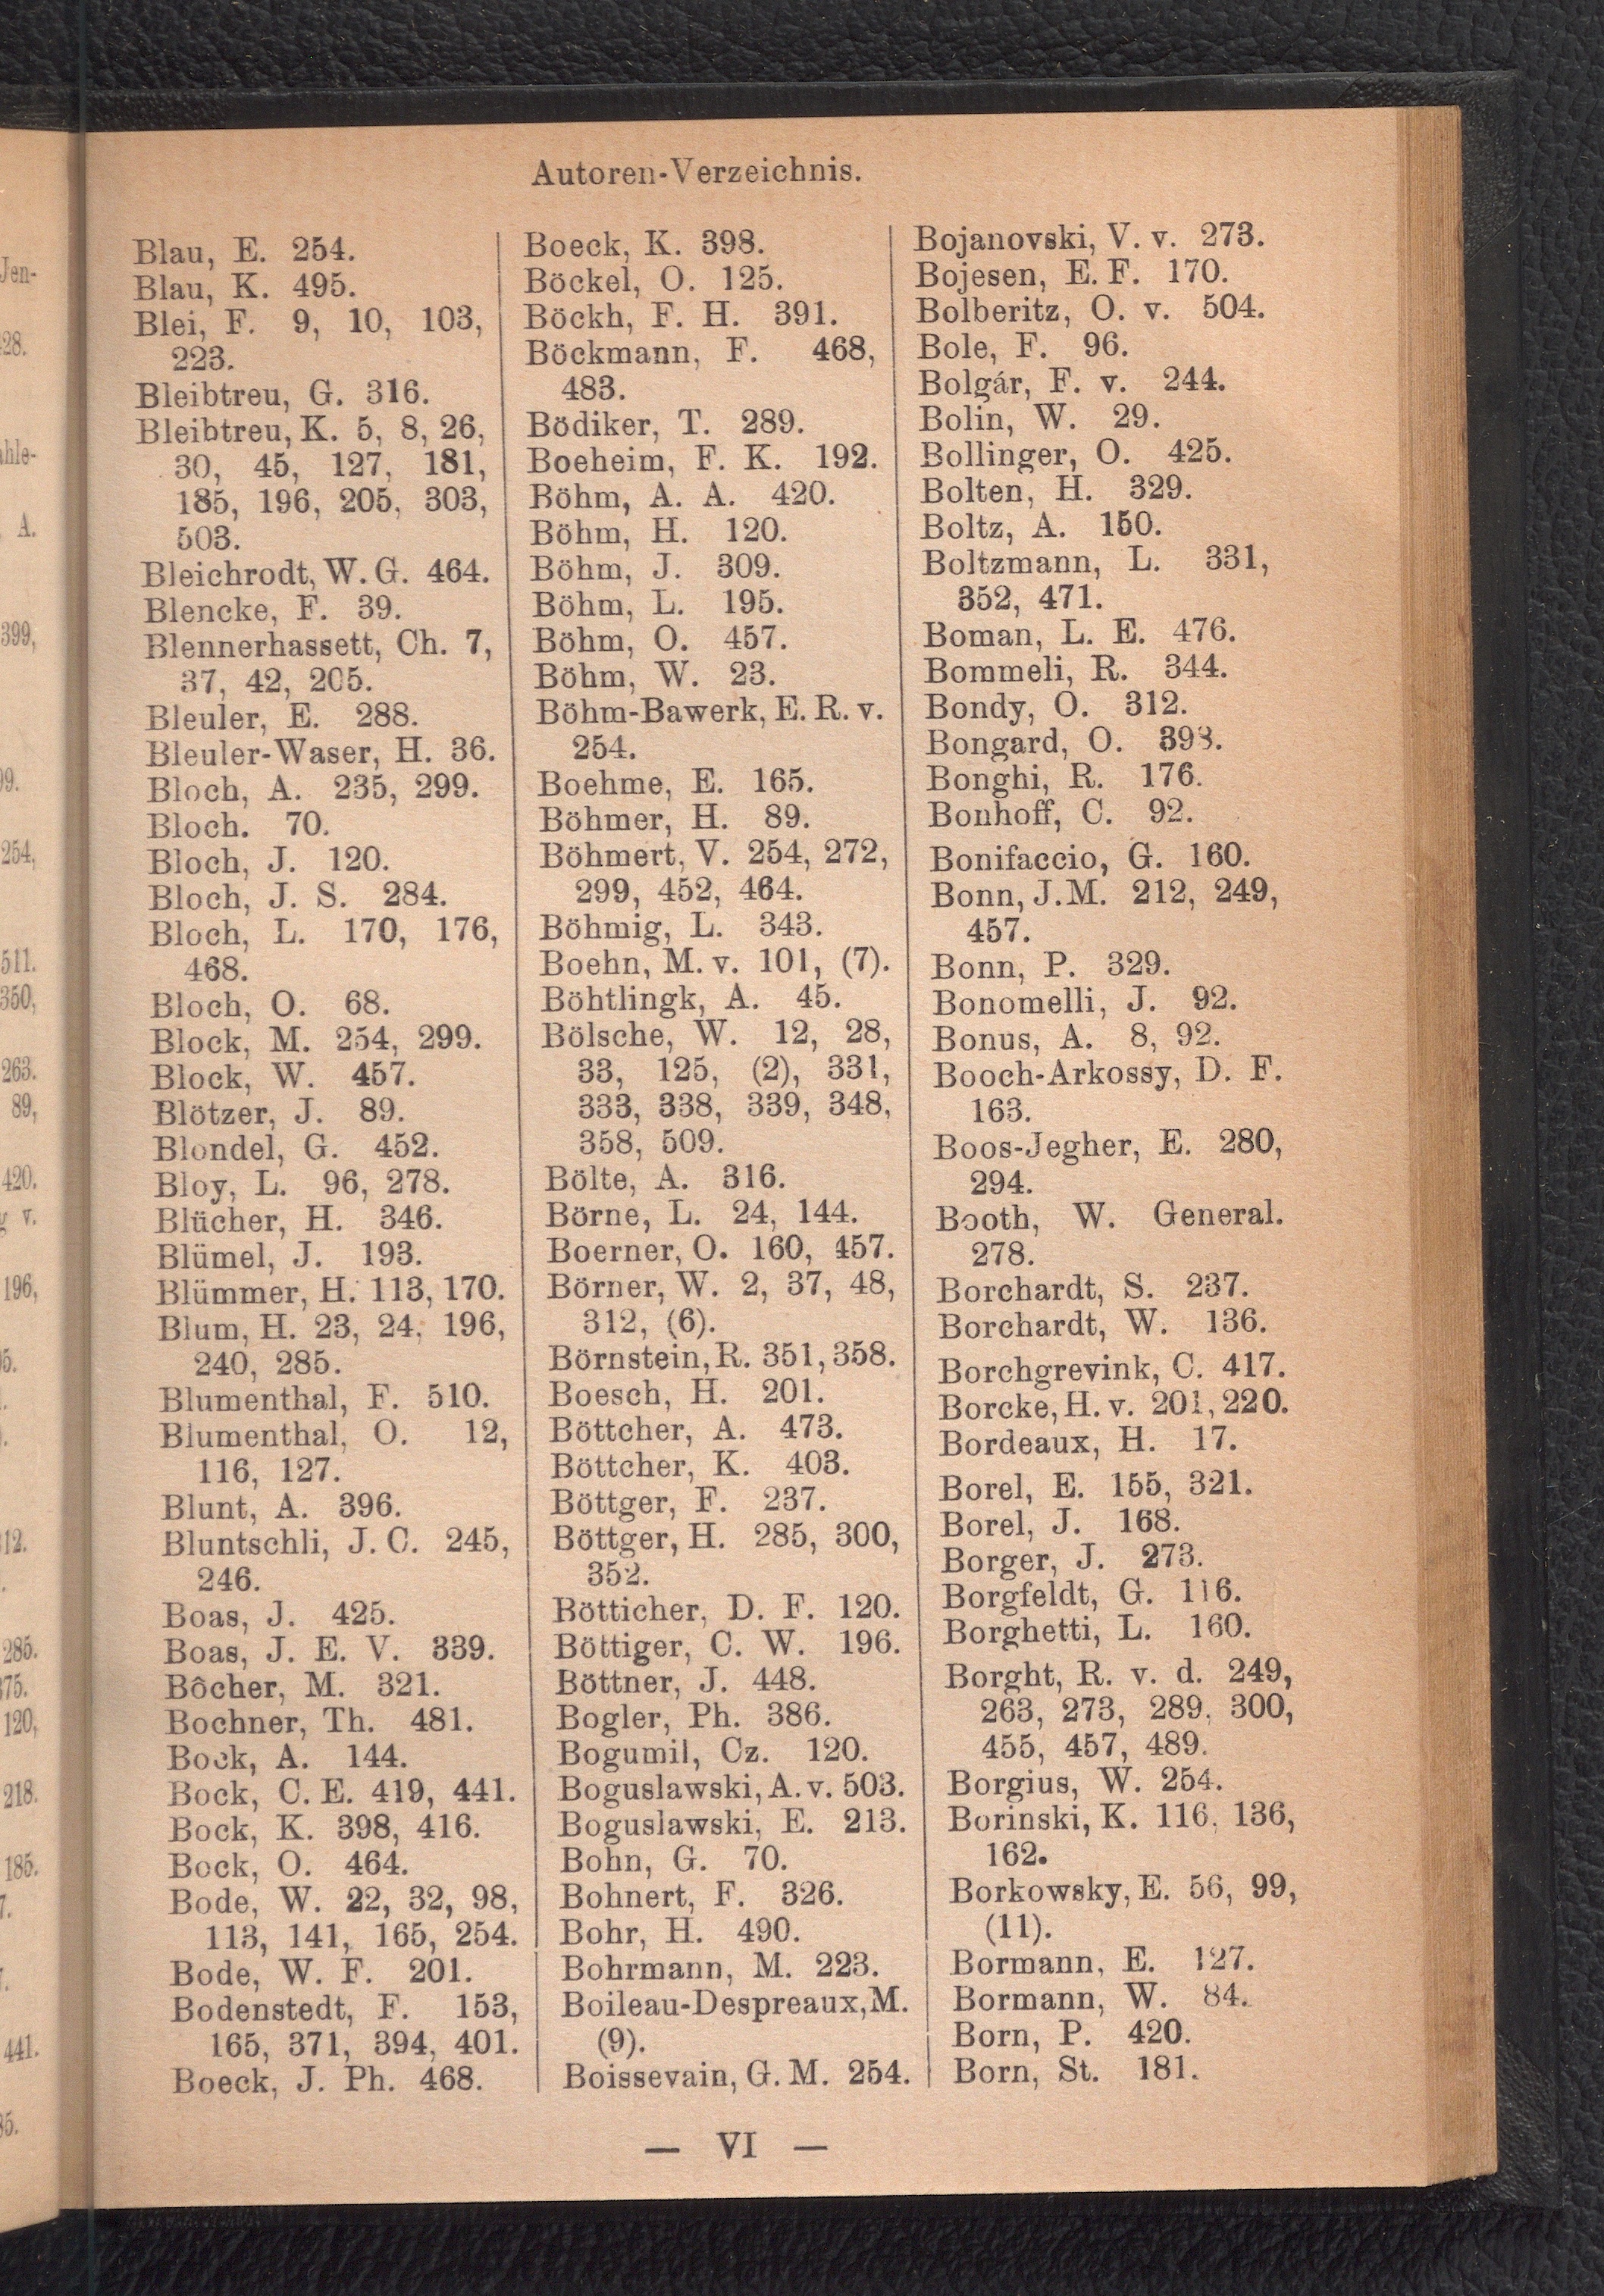 Autoren-Verzeichnis.
Blau, E. 254.
Blau, K. 495.
Blei, F. 9, 10, 103,
223.
Bleibtreu, G. 316.
Bleibtreu, K. 5, 8, 26,
30, 45, 127, 181,
185, 196, 205, 303,
503.
Bleichrodt, W. G. 464.
Blencke, F. 39.
Blennerhassett, Ch. 7,
37, 42, 205.
Bleuler, E. 288.
Bleuler-Waser, H. 36.
Bloch, A. 235, 299.
Bloch. 70.
Bloch, J. 120.
Bloch, J. S. 284.
Bloch, L. 170, 176,
468.
Bloch, O. 68.
Block, M. 254, 299.
Block, W. 457.
Blötzer, J. 89.
Blondel, G. 452.
Bloy, L. 96, 278.
Blücher, H. 346.
Blümel, J. 193.
Blümmer, H. 113, 170.
Blum, H. 23, 24, 196,
240, 285.
Blumenthal, F. 510.
Blumenthal, O. 12,
116, 127.
Blunt, A. 396.
Bluntschli, J. C. 245,
246.
Boas, J. 425.
Boas, J. E. V. 339.
Bôcher, M. 321.
Bochner, Th. 481.
Bock, A. 144.
Bock, C. E. 419, 441.
Bock, K. 398, 416.
Bock, O. 464.
Bode, W. 22, 32, 98,
113, 141, 165, 254.
Bode, W. F. 201.
Bodenstedt, F. 153,
165, 371, 394, 401.
Boeck, J. Ph. 468.
Boeck, K. 398.
Böckel, O. 125.
Böckh, F. H. 391.
Böckmann, F. 468,
483.
Bödiker, T. 289.
Boeheim, F. K. 192.
Böhm, A. A. 420.
Böhm, H. 120.
Böhm, J. 309.
Böhm, L. 195.
Böhm, O. 457.
Böhm, W. 23.
Böhm-Bawerk, E. R. v.
254.
Boehme, E. 165.
Böhmer, H. 89.
Böhmert, V. 254, 272,
299, 452, 464.
Böhmig, L. 343.
Boehn, M. v. 101, (7).
Böhtlingk, A. 45.
Bölsche, W. 12, 28,
33, 125, (2), 331,
333, 338, 339, 348,
358, 509.
Bölte, A. 316.
Börne, L. 24, 144.
Boerner, O. 160, 457.
Börner, W. 2, 37, 48,
312, (6).
Börnstein, R. 351, 358.
Boesch, H. 201.
Böttcher, A. 473.
Böttcher, K. 403.
Böttger, F. 237.
Böttger, H. 285, 300,
352.
Bötticher, D. F. 120.
Böttiger, C. W. 196.
Böttner, J. 448.
Bogler, Ph. 386.
Bogumil, Cz. 120.
Boguslawski, A. v. 503.
Boguslawski, E. 213.
Bohn, G. 70.
Bohnert, F. 326.
Bohr, H. 490.
Bohrmann, M. 223.
Boileau-Despreaux, M.
(9).
Boissevain, G. M. 254.
Bojanovski, V. v. 273.
Bojesen, E. F. 170.
Bolberitz, O. v. 504.
Bole, F. 96.
Bolgár, F. v. 244.
Bolin, W. 29.
Bollinger, O. 425.
Bolten, H. 329.
Boltz, A. 150.
Boltzmann, L. 331,
352, 471.
Boman, L. E. 476.
Bommeli, R. 344.
Bondy, O. 312.
Bongard, O. 398.
Bonghi, R. 176.
Bonhoff, C. 92.
Bonifaccio, G. 160.
Bonn, J. M. 212, 249,
457.
Bonn, P. 329.
Bonomelli, J. 92.
Bonus, A. 8, 92.
Booch-Arkossy, D. F.
163.
Boos-Jegher, E. 280,
294.
Booth, W. General.
278.
Borchardt, S. 237.
Borchardt, W. 136.
Borchgrevink, C. 417.
Borcke, H. v. 201, 220.
Bordeaux, H. 17.
Borel, E. 155, 321.
Borel, J. 168.
Borger, J. 273.
Borgfeldt, G. 116.
Borghetti, L. 160.
Borght, R. v. d. 249,
263, 273, 289, 300,
455, 457, 489.
Borgius, W. 254.
Borinski, K. 116, 136,
162.
Borkowsky, E. 56, 99,
(11).
Bormann, E. 127.
Bormann, W. 84.
Born, P. 420.
Born, St. 181.
— VI —